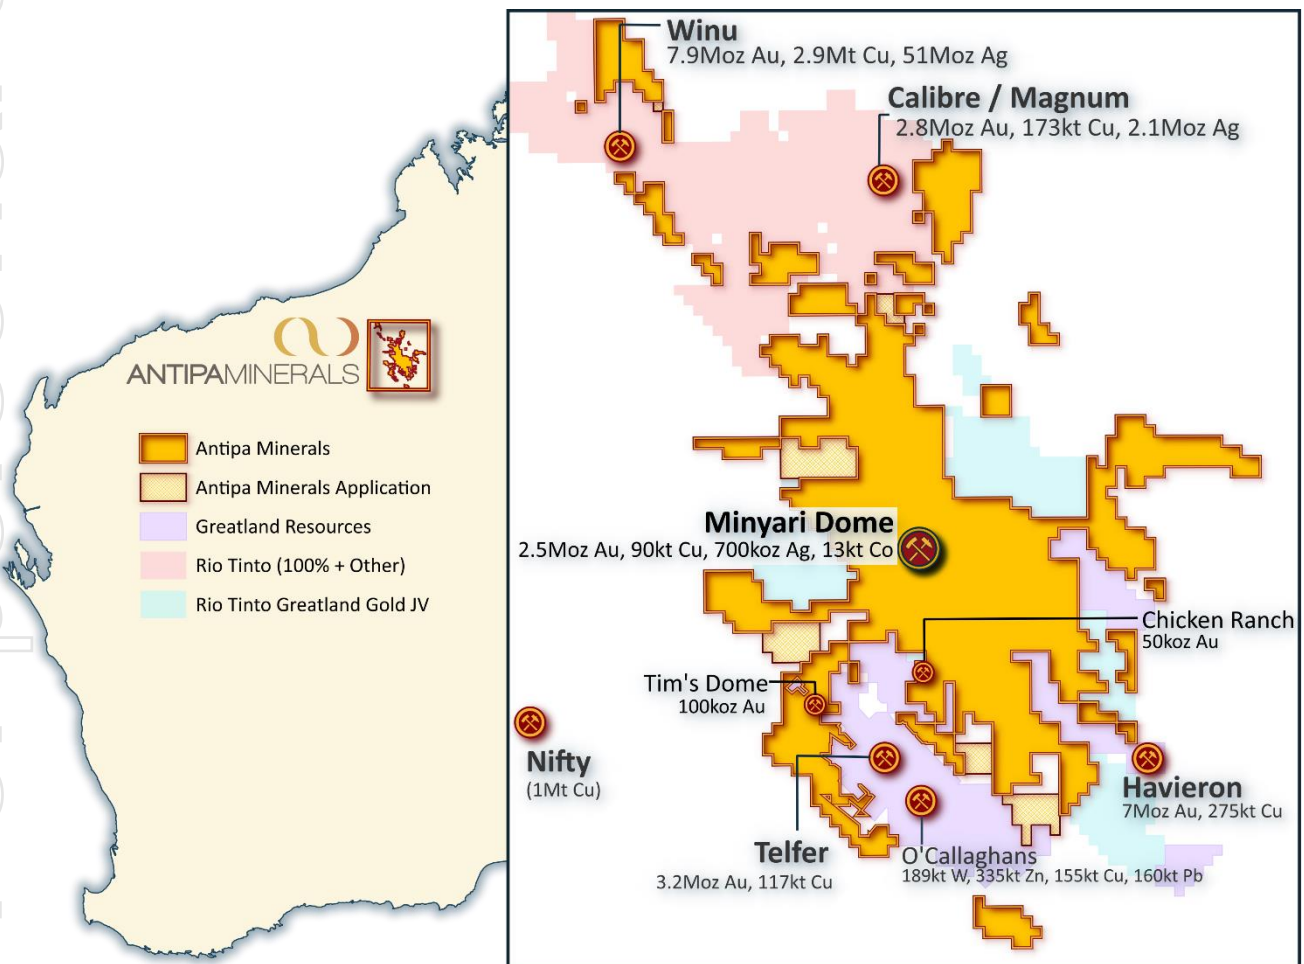 Winu
7.9Moz Au, 2.9Mt Cu, 51Moz Ag
Calibre / Magnum
2.8Moz Au, 173kt Cu, 2.1Moz Ag
ANTIPAMINERALS
Antipa Minerals
Antipa Minerals Application
Greatland Resources
Rio Tinto (100% + Other)
Rio Tinto Greatland Gold JV
Minyari Dome
2.5Moz Au, 90kt Cu, 700koz Ag, 13kt Co
Chicken Ranch
50koz Au
Tim's Dome
100koz Au
Nifty
(1Mt Cu)
Havieron
7Moz Au, 275kt Cu
Telfer
3.2Moz Au, 117kt Cu
O'Callaghans
189kt W, 335kt Zn, 155kt Cu, 160kt Pb